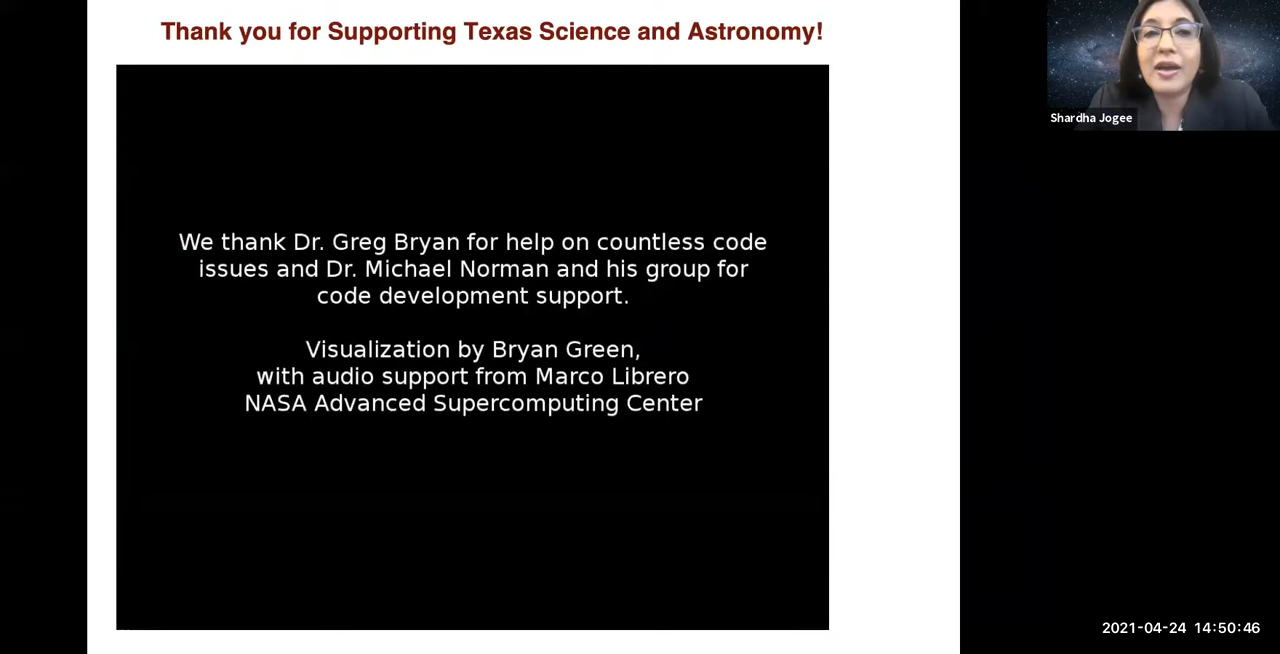 Thank you for Supporting Texas Science and Astronomy!
Shardha Jogee
We thank Dr. Greg Bryan for help on countless code
issues and Dr. Michael Norman and his group for
code development support.
Visualization by Bryan Green,
with audio support from Marco Librero
NASA Advanced Supercomputing Center
2021-04-24 14:50:46